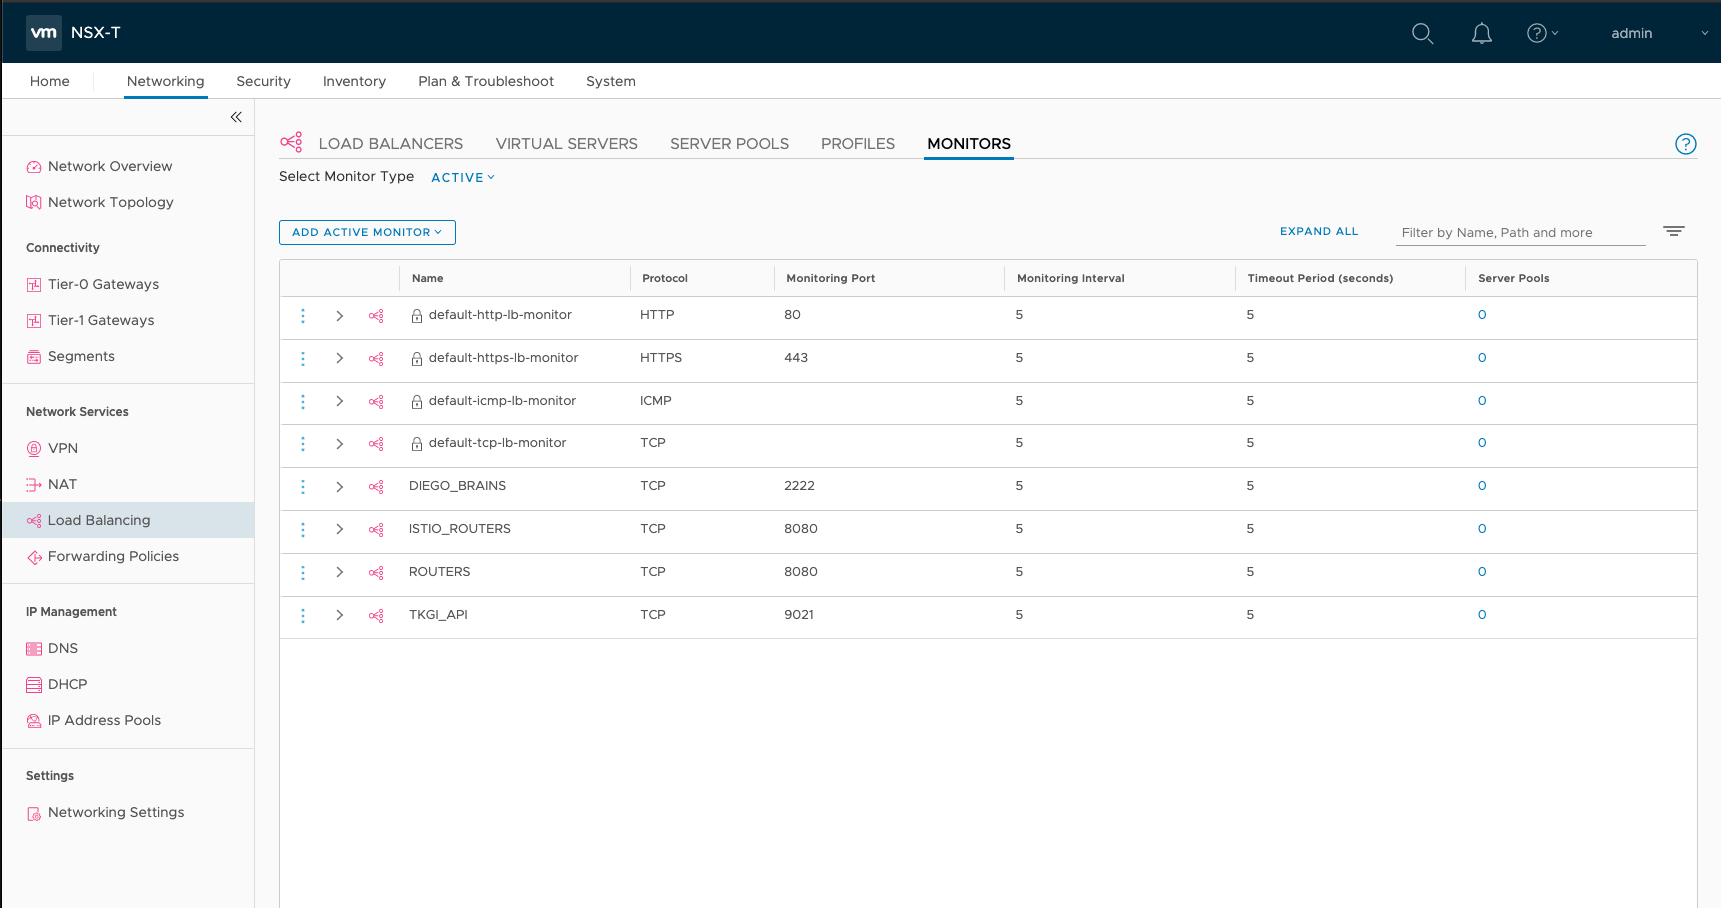 vm NSX-T admin
Home Networking Security Inventory Plan & Troubleshoot System
Network Overview
Network Topology
Connectivity
Tier-0 Gateways
Tier-1 Gateways
Segments
Network Services
VPN
NAT
Load Balancing
Forwarding Policies
IP Management
DNS
DHCP
IP Address Pools
Settings
Networking Settings
LOAD BALANCERS VIRTUAL SERVERS SERVER POOLS PROFILES MONITORS
Select Monitor Type ACTIVE
ADD ACTIVE MONITOR EXPAND ALL Filter by Name, Path and more
Name Protocol Monitoring Port Monitoring Interval Timeout Period (seconds) Server Pools
default-http-lb-monitor HTTP 80 5 5 0
default-https-lb-monitor HTTPS 443 5 5 0
default-icmp-lb-monitor ICMP 5 5 0
default-tcp-lb-monitor TCP 5 5 0
DIEGO_BRAINS TCP 2222 5 5 0
ISTIO_ROUTERS TCP 8080 5 5 0
ROUTERS TCP 8080 5 5 0
TKGI_API TCP 9021 5 5 0